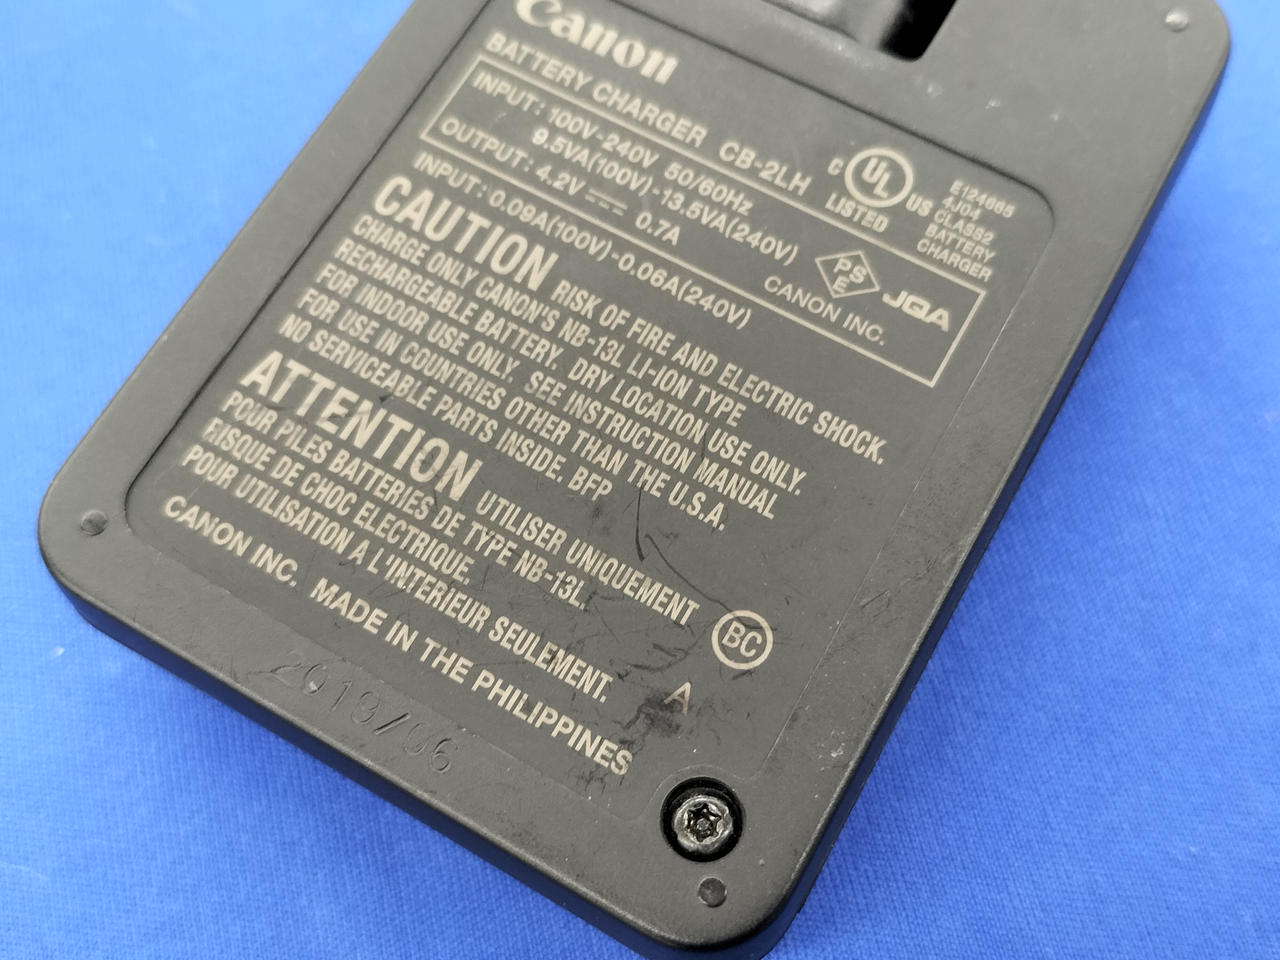 Canon
BATTERY CHARGER CB-2LH
INPUT: 100V-240V 50/60Hz
9.5VA(100V)-13.5VA(240V)
OUTPUT: 4.2V ⎓ 0.7A
CANON INC.
PSE
JQA
C UL US
LISTED
E124665
4J04
CLASS2
BATTERY
CHARGER
INPUT: 0.09A(100V)-0.06A(240V)
CAUTION RISK OF FIRE AND ELECTRIC SHOCK.
CHARGE ONLY CANON'S NB-13L LI-ION TYPE
RECHARGEABLE BATTERY. DRY LOCATION USE ONLY.
FOR INDOOR USE ONLY. SEE INSTRUCTION MANUAL
FOR USE IN COUNTRIES OTHER THAN THE U.S.A.
NO SERVICEABLE PARTS INSIDE. BFP
ATTENTION UTILISER UNIQUEMENT
POUR PILES BATTERIES DE TYPE NB-13L.
RISQUE DE CHOC ELECTRIQUE.
POUR UTILISATION A L'INTERIEUR SEULEMENT.
BC
A
CANON INC. MADE IN THE PHILIPPINES
2019/06